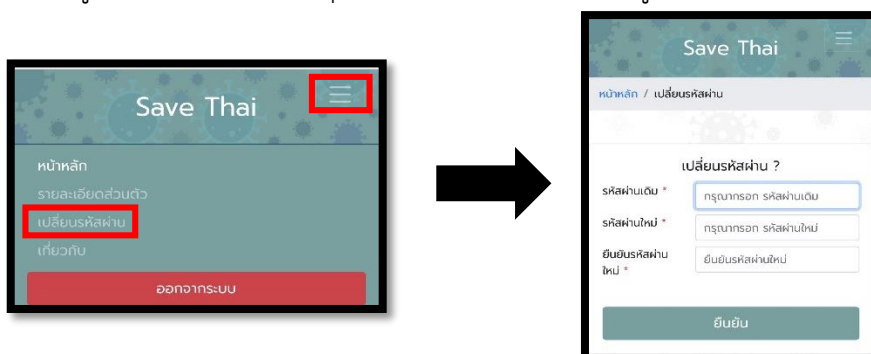 Save Thai
หน้าหลัก
รายละเอียดส่วนตัว
เปลี่ยนรหัสผ่าน
เกี่ยวกับ
ออกจากระบบ
Save Thai
หน้าหลัก / เปลี่ยนรหัสผ่าน
เปลี่ยนรหัสผ่าน ?
รหัสผ่านเดิม * กรุณากรอก รหัสผ่านเดิม
รหัสผ่านใหม่ * กรุณากรอก รหัสผ่านใหม่
ยืนยันรหัสผ่าน
ใหม่ * ยืนยันรหัสผ่านใหม่
ยืนยัน